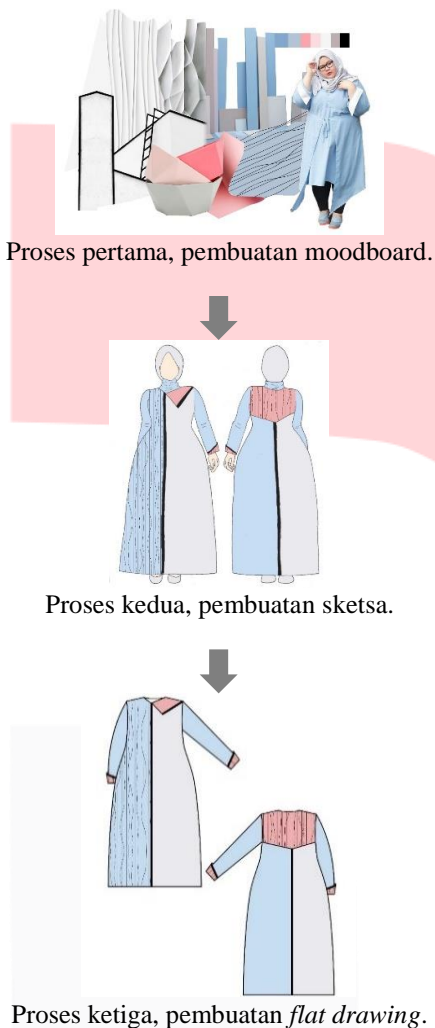 Proses pertama, pembuatan moodboard.
Proses kedua, pembuatan sketsa.
Proses ketiga, pembuatan flat drawing.